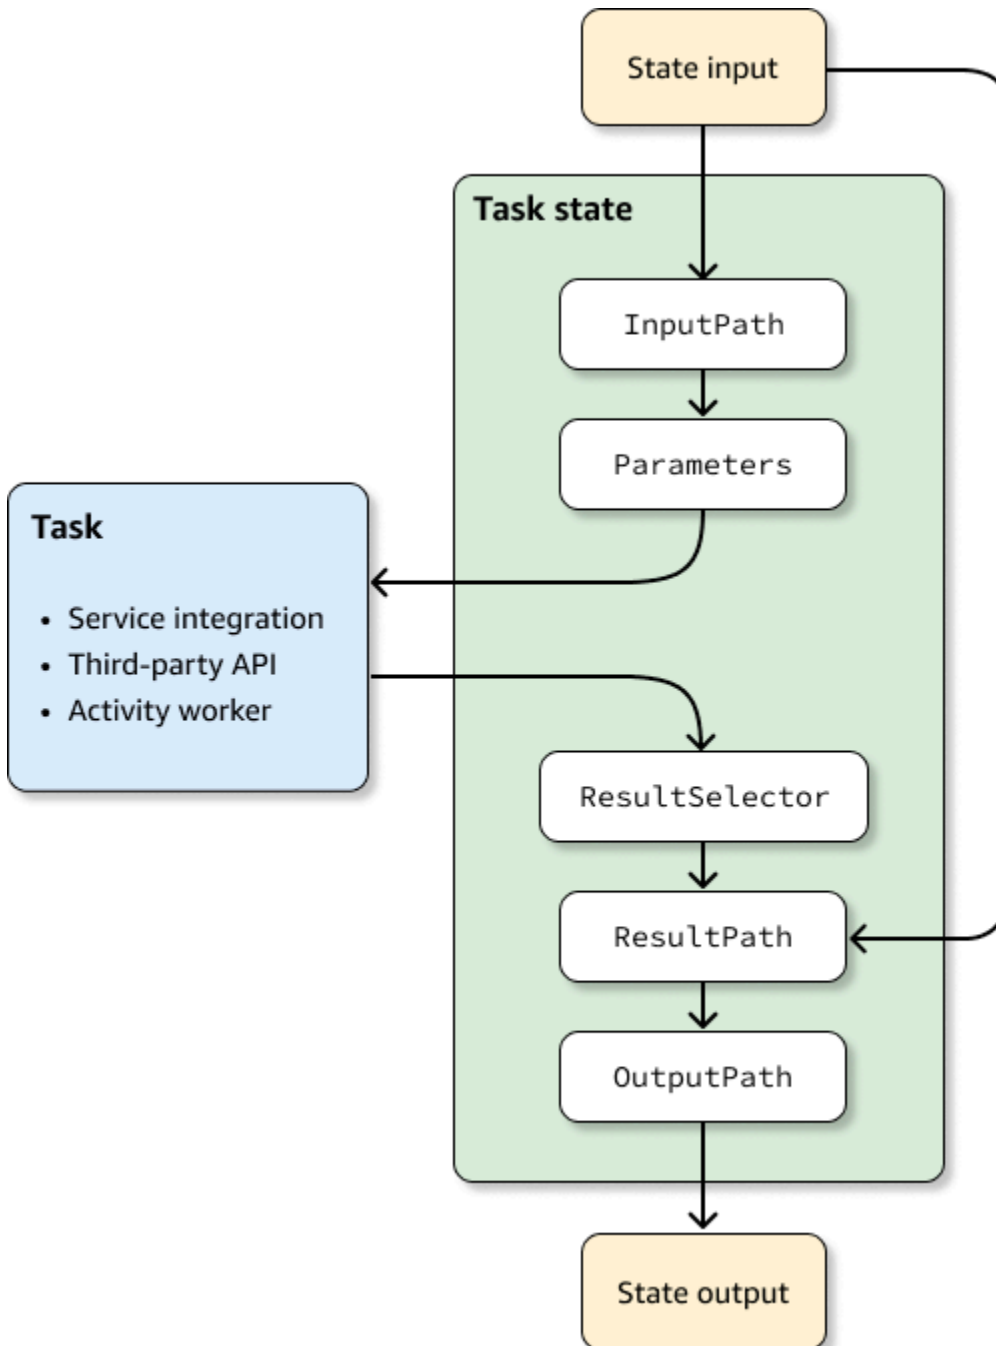 State input
Task state
InputPath
Parameters
Task
• Service integration
• Third-party API
• Activity worker
ResultSelector
ResultPath
OutputPath
State output